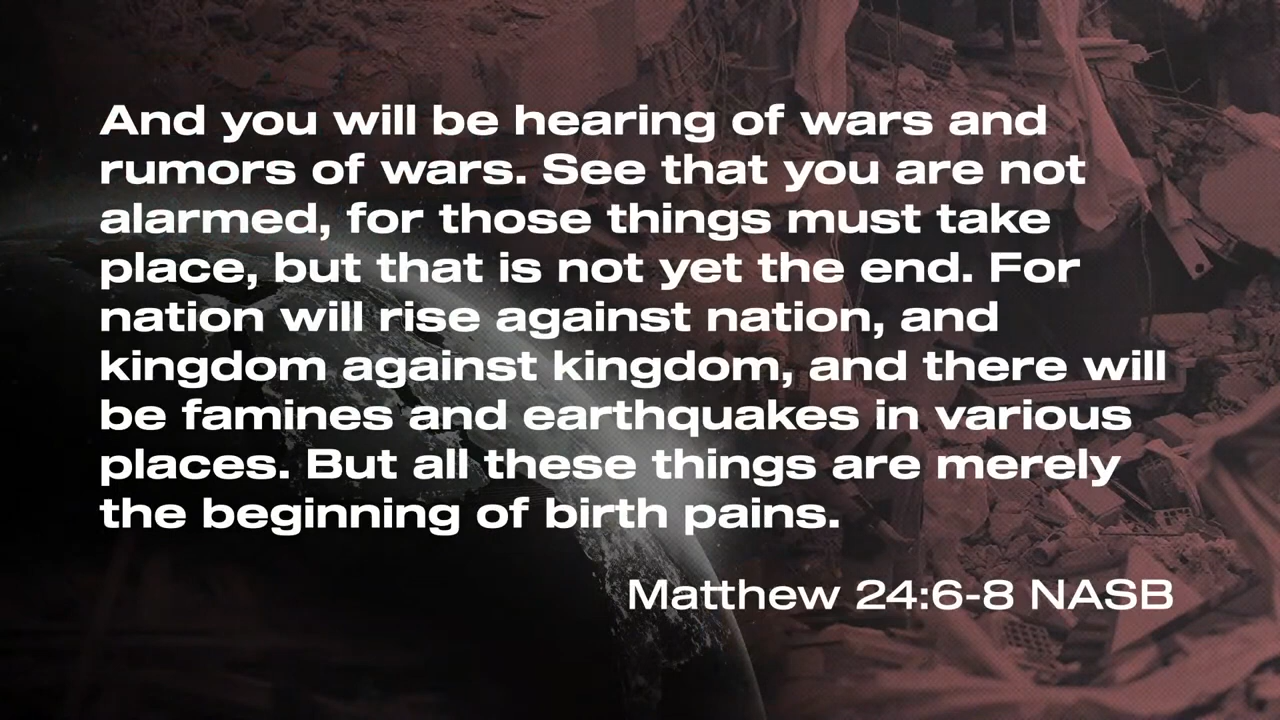 And you will be hearing of wars and
rumors of wars. See that you are not
alarmed, for those things must take
place, but that is not yet the end. For
nation will rise against nation, and
kingdom against kingdom, and there will
be famines and earthquakes in various
places. But all these things are merely
the beginning of birth pains.
Matthew 24:6-8 NASB